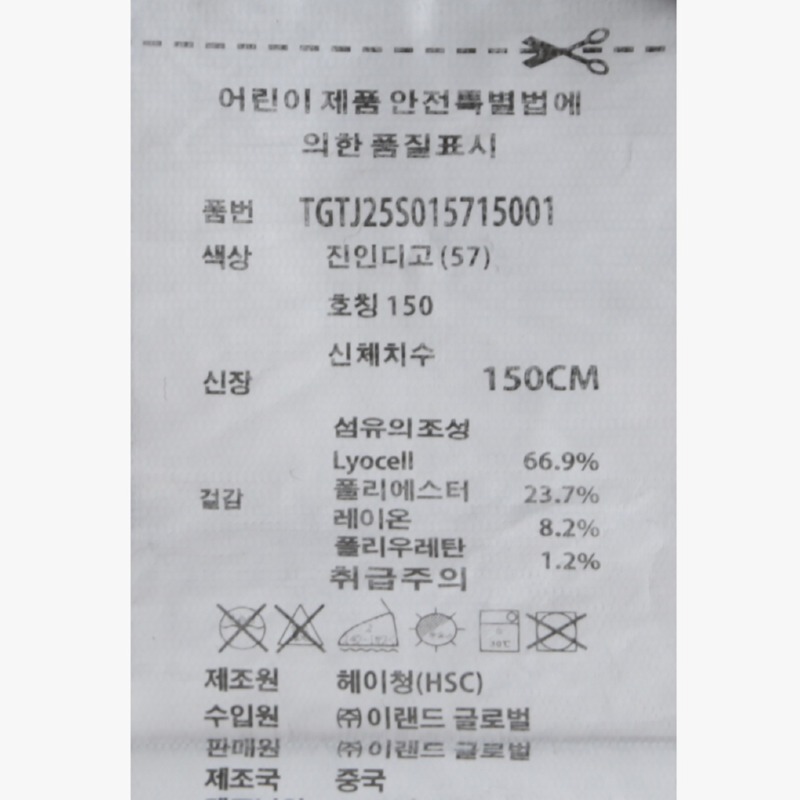 어린이 제품 안전특별법에
의한 품질표시
품번 TGTJ25S015715001
색상 진인디고(57)
호칭 150
신체치수
신장 150CM
섬유의조성
겉감
Lyocell 66.9%
폴리에스터 23.7%
레이온 8.2%
폴리우레탄 1.2%
취급주의
제조원 헤이청(HSC)
수입원 ㈜이랜드 글로벌
판매원 ㈜이랜드 글로벌
제조국 중국